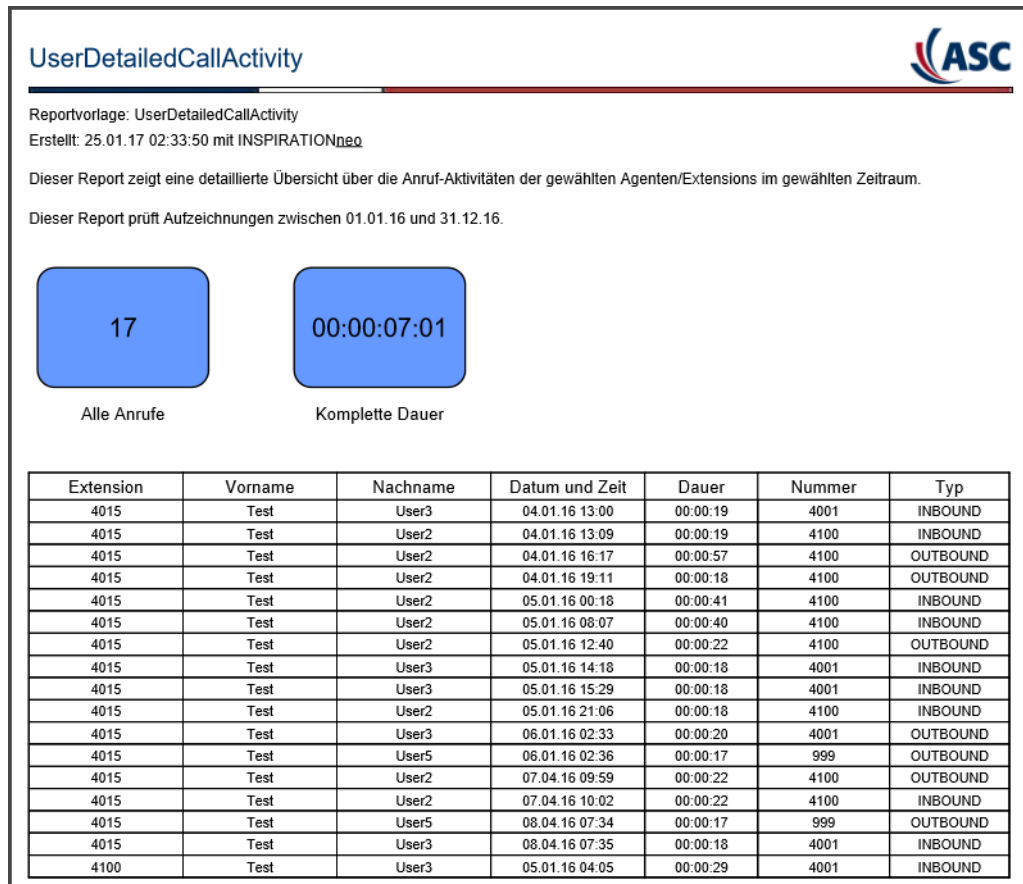 UserDetailedCallActivity
ASC
Reportvorlage: UserDetailedCallActivity
Erstellt: 25.01.17 02:33:50 mit INSPIRATIONneo
Dieser Report zeigt eine detaillierte Übersicht über die Anruf-Aktivitäten der gewählten Agenten/Extensions im gewählten Zeitraum.
Dieser Report prüft Aufzeichnungen zwischen 01.01.16 und 31.12.16.
17 00:00:07:01
Alle Anrufe Komplette Dauer
Extension Vorname Nachname Datum und Zeit Dauer Nummer Typ
4015 Test User3 04.01.16 13:00 00:00:19 4001 INBOUND
4015 Test User2 04.01.16 13:09 00:00:19 4100 INBOUND
4015 Test User2 04.01.16 16:17 00:00:57 4100 OUTBOUND
4015 Test User2 04.01.16 19:11 00:00:18 4100 OUTBOUND
4015 Test User2 05.01.16 00:18 00:00:41 4100 INBOUND
4015 Test User2 05.01.16 08:07 00:00:40 4100 INBOUND
4015 Test User2 05.01.16 12:40 00:00:22 4100 OUTBOUND
4015 Test User3 05.01.16 14:18 00:00:18 4001 INBOUND
4015 Test User3 05.01.16 15:29 00:00:18 4001 INBOUND
4015 Test User2 05.01.16 21:06 00:00:18 4100 INBOUND
4015 Test User3 06.01.16 02:33 00:00:20 4001 OUTBOUND
4015 Test User5 06.01.16 02:36 00:00:17 999 OUTBOUND
4015 Test User2 07.04.16 09:59 00:00:22 4100 OUTBOUND
4015 Test User2 07.04.16 10:02 00:00:22 4100 INBOUND
4015 Test User5 08.04.16 07:34 00:00:17 999 OUTBOUND
4015 Test User3 08.04.16 07:35 00:00:18 4001 INBOUND
4100 Test User3 05.01.16 04:05 00:00:29 4001 INBOUND